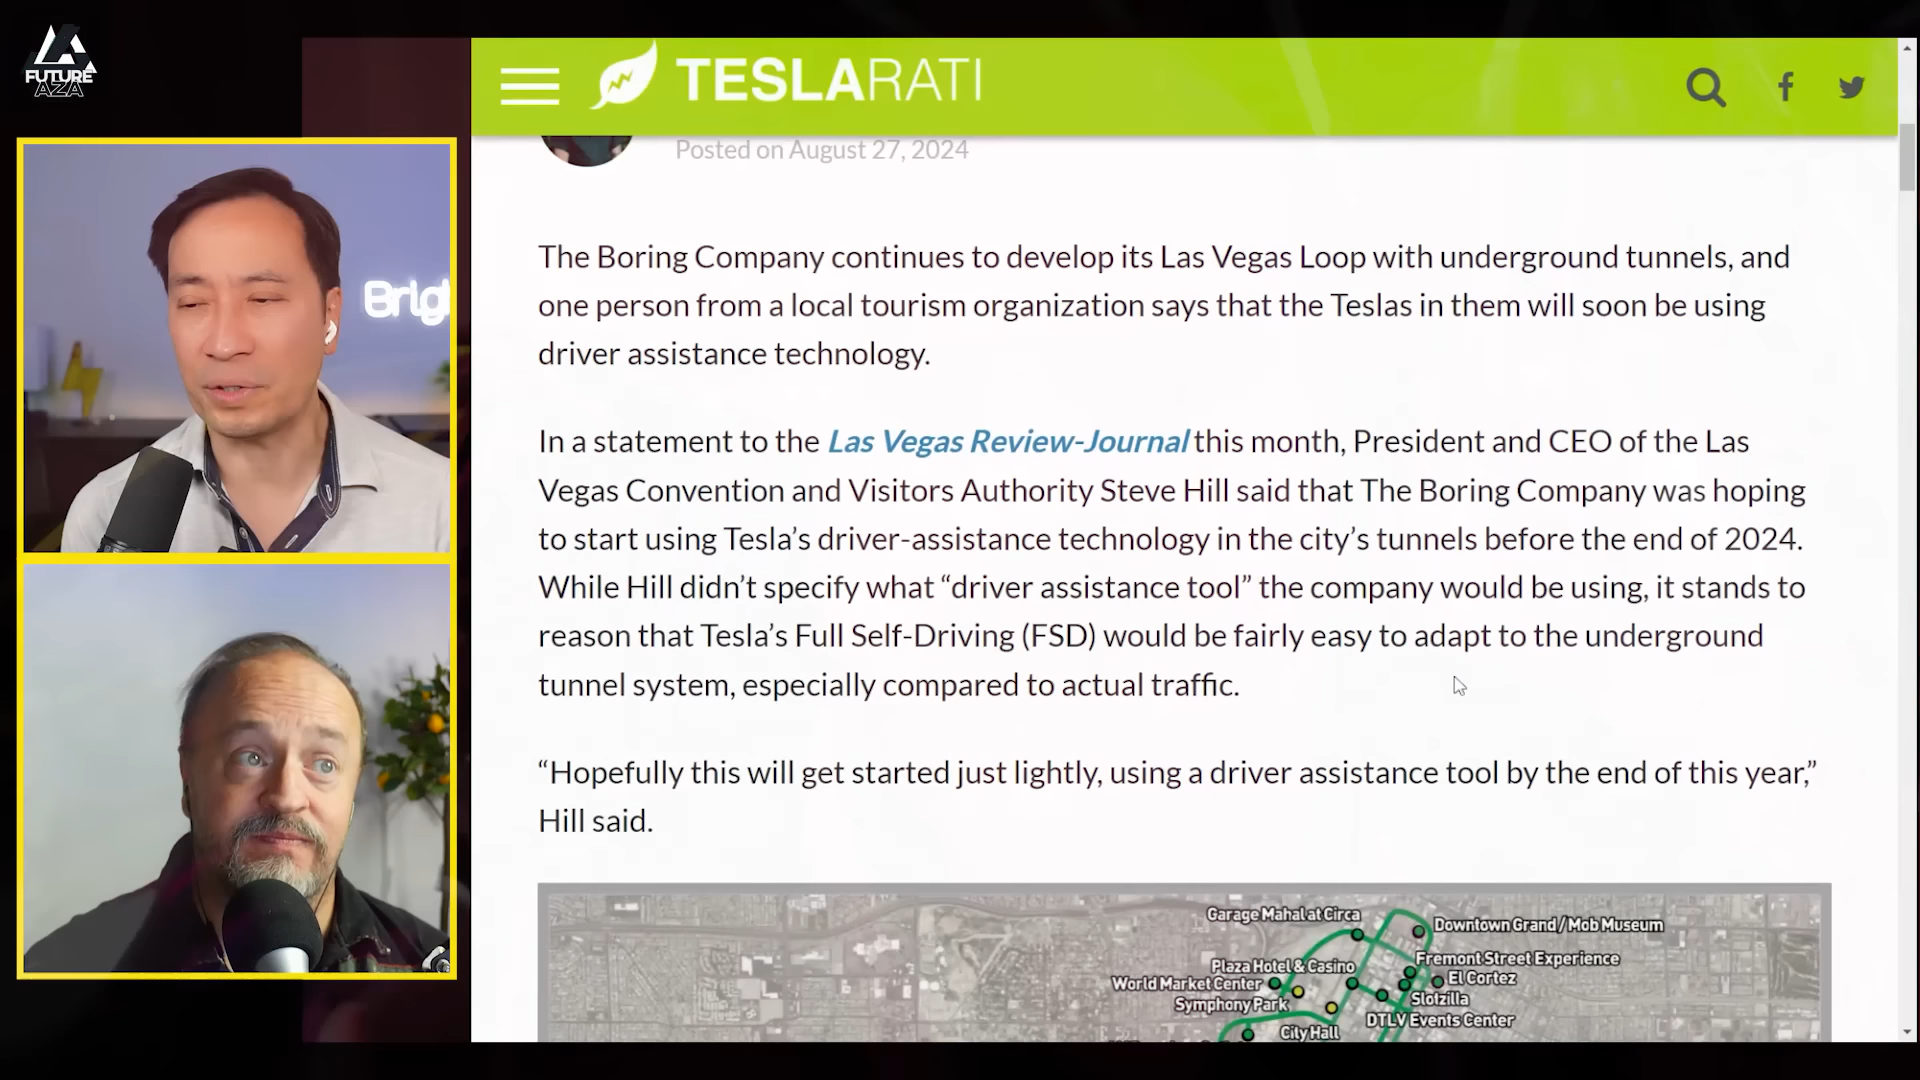 FUTURE
AZA
TESLARATI
Posted on August 27, 2024
The Boring Company continues to develop its Las Vegas Loop with underground tunnels, and
one person from a local tourism organization says that the Teslas in them will soon be using
driver assistance technology.
In a statement to the Las Vegas Review-Journal this month, President and CEO of the Las
Vegas Convention and Visitors Authority Steve Hill said that The Boring Company was hoping
to start using Tesla’s driver-assistance technology in the city’s tunnels before the end of 2024.
While Hill didn’t specify what “driver assistance tool” the company would be using, it stands to
reason that Tesla’s Full Self-Driving (FSD) would be fairly easy to adapt to the underground
tunnel system, especially compared to actual traffic.
“Hopefully this will get started just lightly, using a driver assistance tool by the end of this year,”
Hill said.
Garage Mahal at Circa
Downtown Grand/Mob Museum
Fremont Street Experience
Plaza Hotel & Casino
El Cortez
World Market Center
Slotzilla
Symphony Park
DTLV Events Center
City Hall